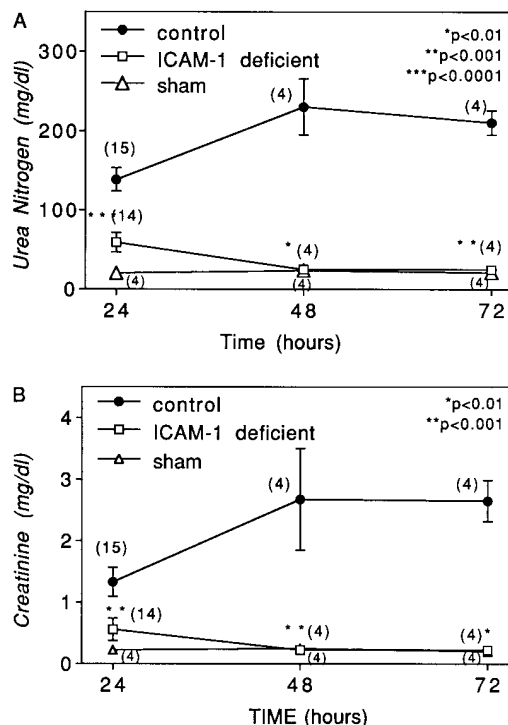 A
control
ICAM-1 deficient
sham
*p<0.01
**p<0.001
***p<0.0001
Urea Nitrogen (mg/dl)
300
200
100
0
(15)
(4)
(4)
***(14)
*(4)
**(4)
(4)
(4)
(4)
24
48
72
Time (hours)
B
control
ICAM-1 deficient
sham
*p<0.01
**p<0.001
Creatinine (mg/dl)
4
3
2
1
0
(15)
(4)
(4)
**(14)
**(4)
(4)*
(4)
(4)
(4)
24
48
72
TIME (hours)